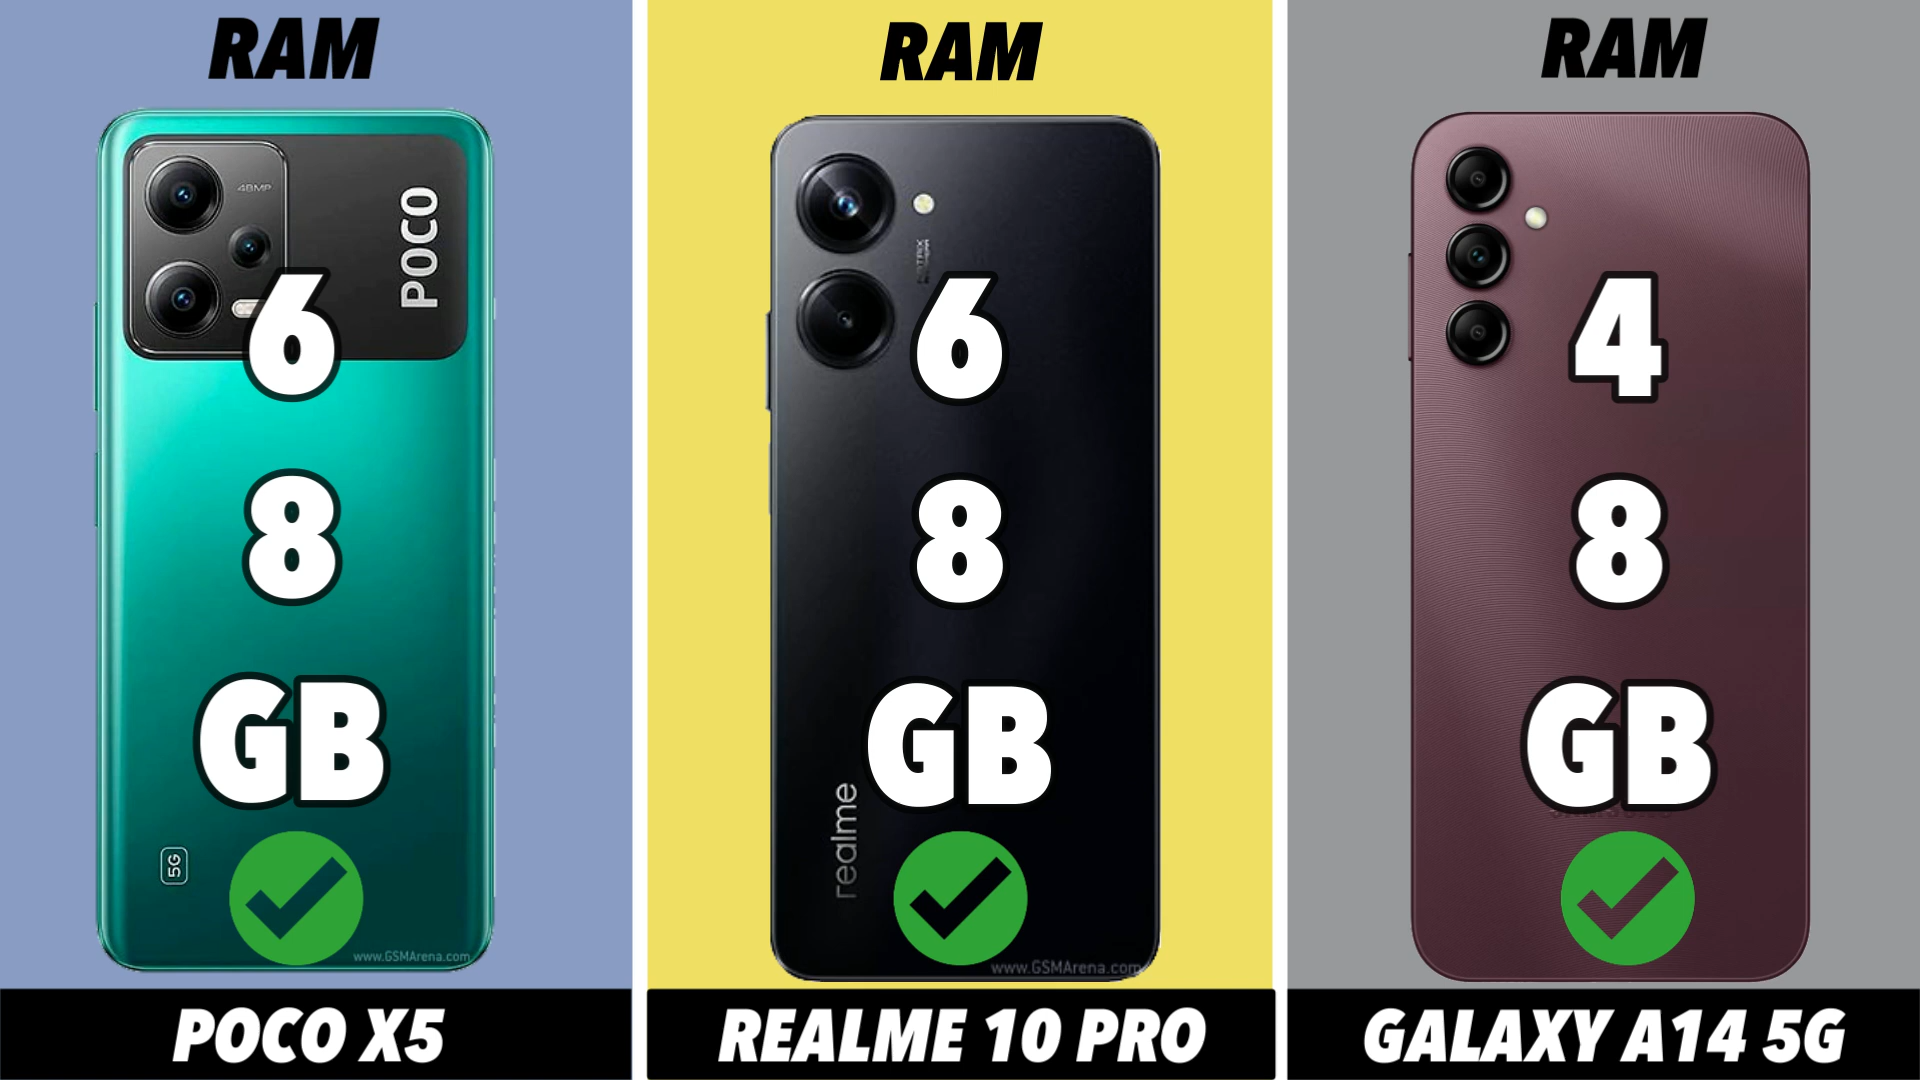 RAM
48MP
POCO
6
8
GB
5G
www.GSMArena.com
POCO X5
RAM
6
8
GB
realme
www.GSMArena.com
REALME 10 PRO
RAM
4
8
GB
GALAXY A14 5G